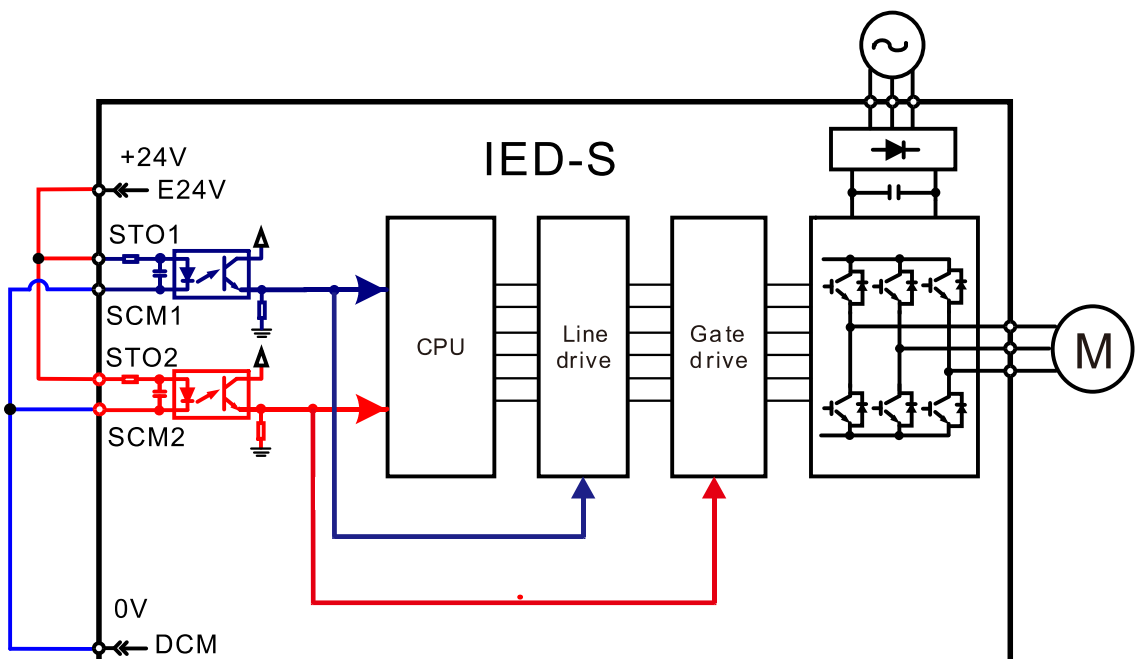 IED-S
+24V
E24V
STO1
SCM1
STO2
SCM2
CPU
Line
drive
Gate
drive
M
0V
DCM